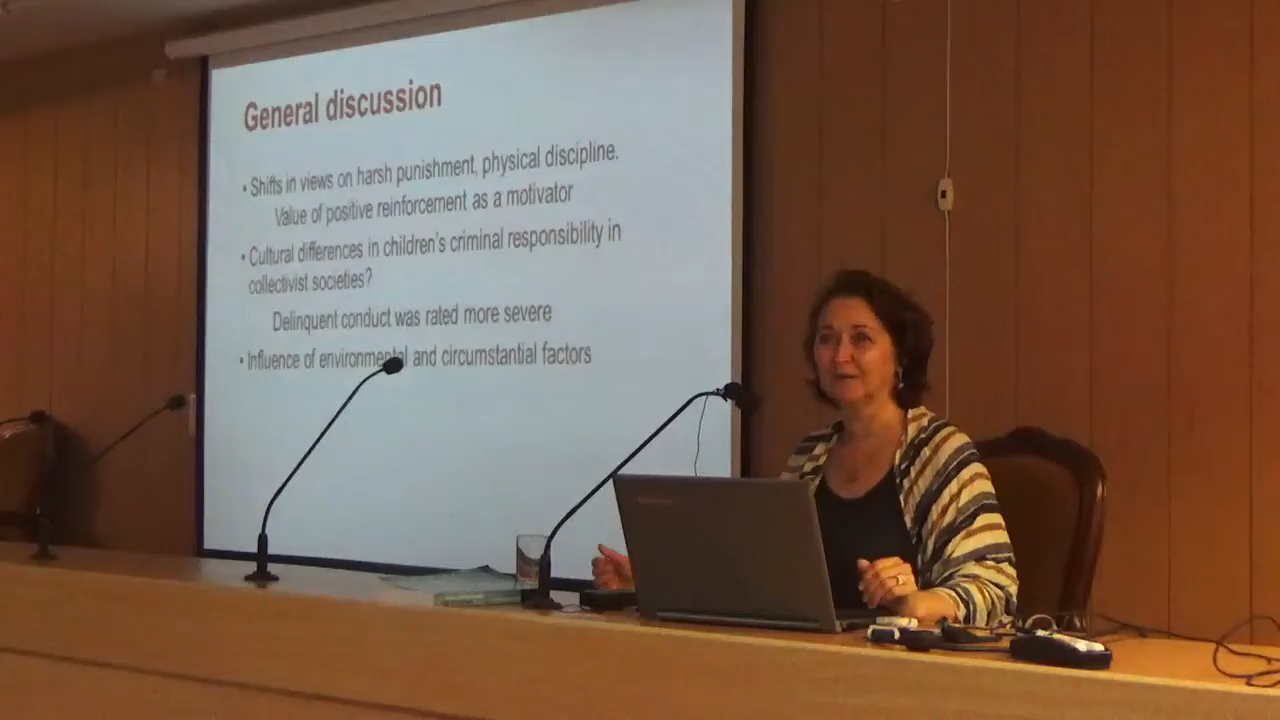 General discussion
• Shifts in views on harsh punishment, physical discipline.
Value of positive reinforcement as a motivator
• Cultural differences in children's criminal responsibility in
collectivist societies?
Delinquent conduct was rated more severe
• Influence of environmental and circumstantial factors